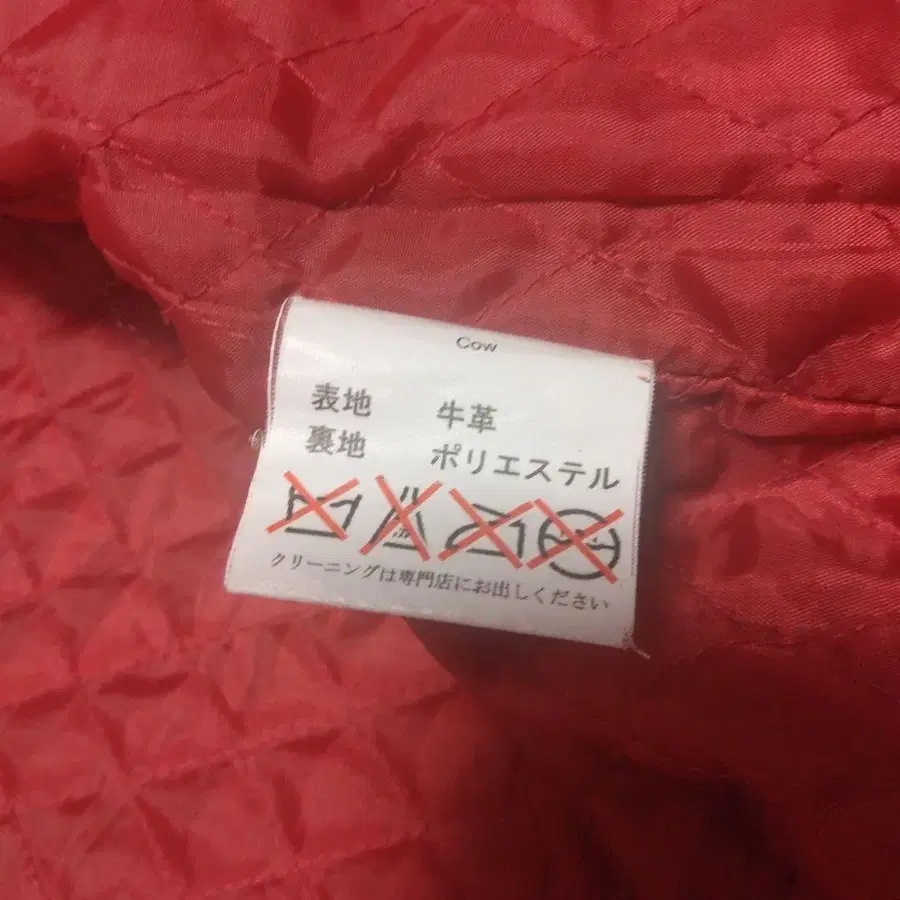 Cow
表地 牛革
裏地 ポリエステル
クリーニングは専門店にお出しください